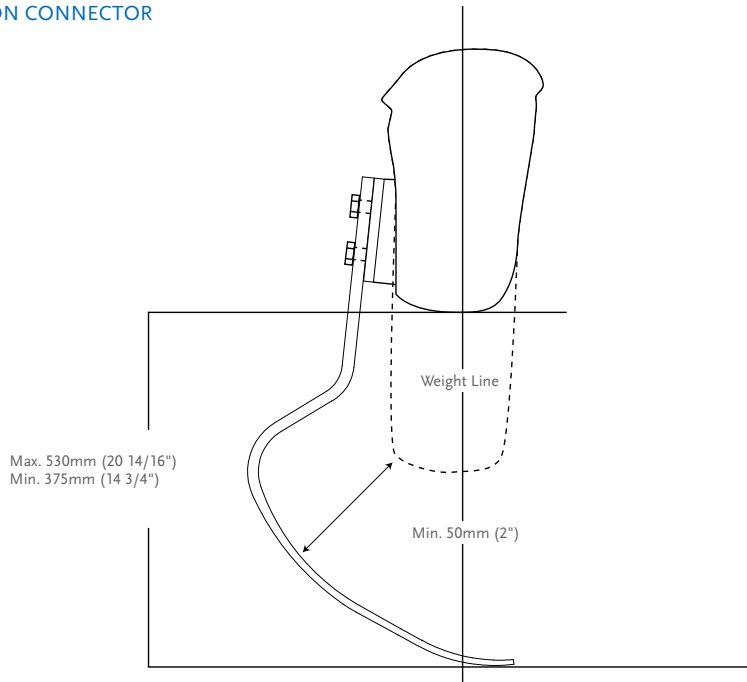 ON CONNECTOR
Weight Line
Max. 530mm (20 14/16")
Min. 375mm (14 3/4")
Min. 50mm (2")